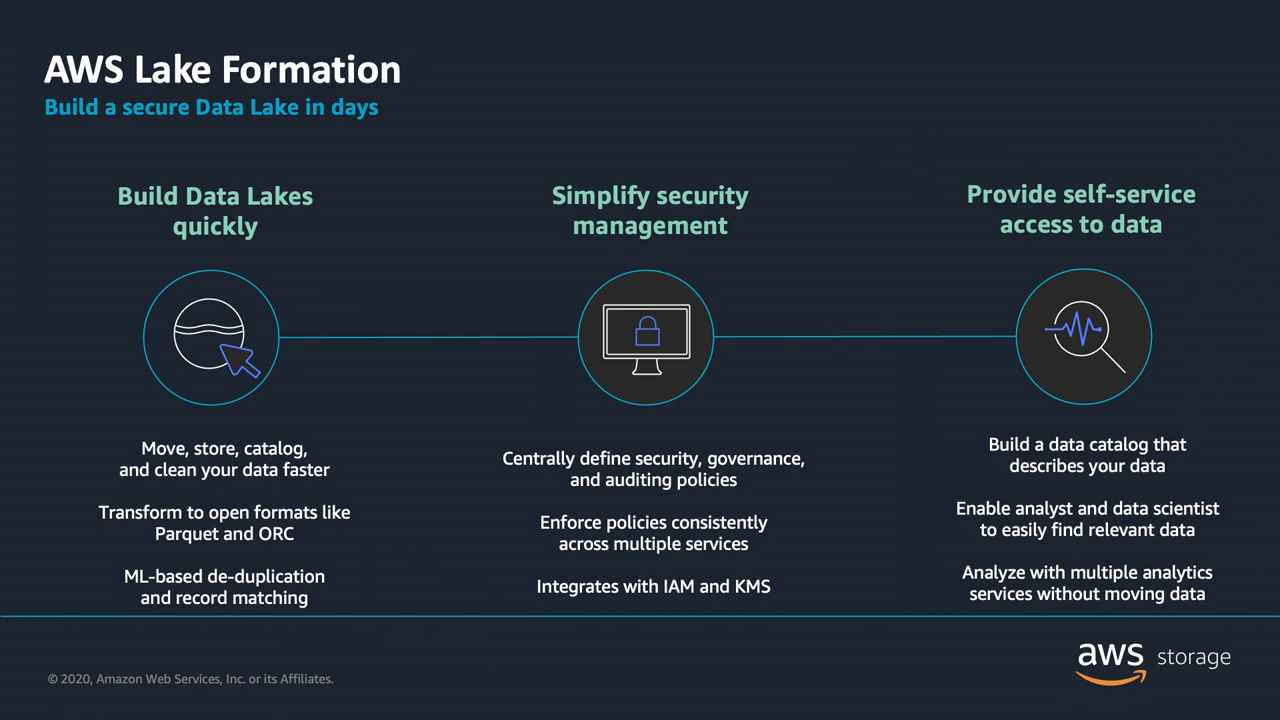 AWS Lake Formation
Build a secure Data Lake in days
Build Data Lakes
quickly
Move, store, catalog,
and clean your data faster
Transform to open formats like
Parquet and ORC
ML-based de-duplication
and record matching
Simplify security
management
Centrally define security, governance,
and auditing policies
Enforce policies consistently
across multiple services
Integrates with IAM and KMS
Provide self-service
access to data
Build a data catalog that
describes your data
Enable analyst and data scientist
to easily find relevant data
Analyze with multiple analytics
services without moving data
© 2020, Amazon Web Services, Inc. or its Affiliates.
aws storage